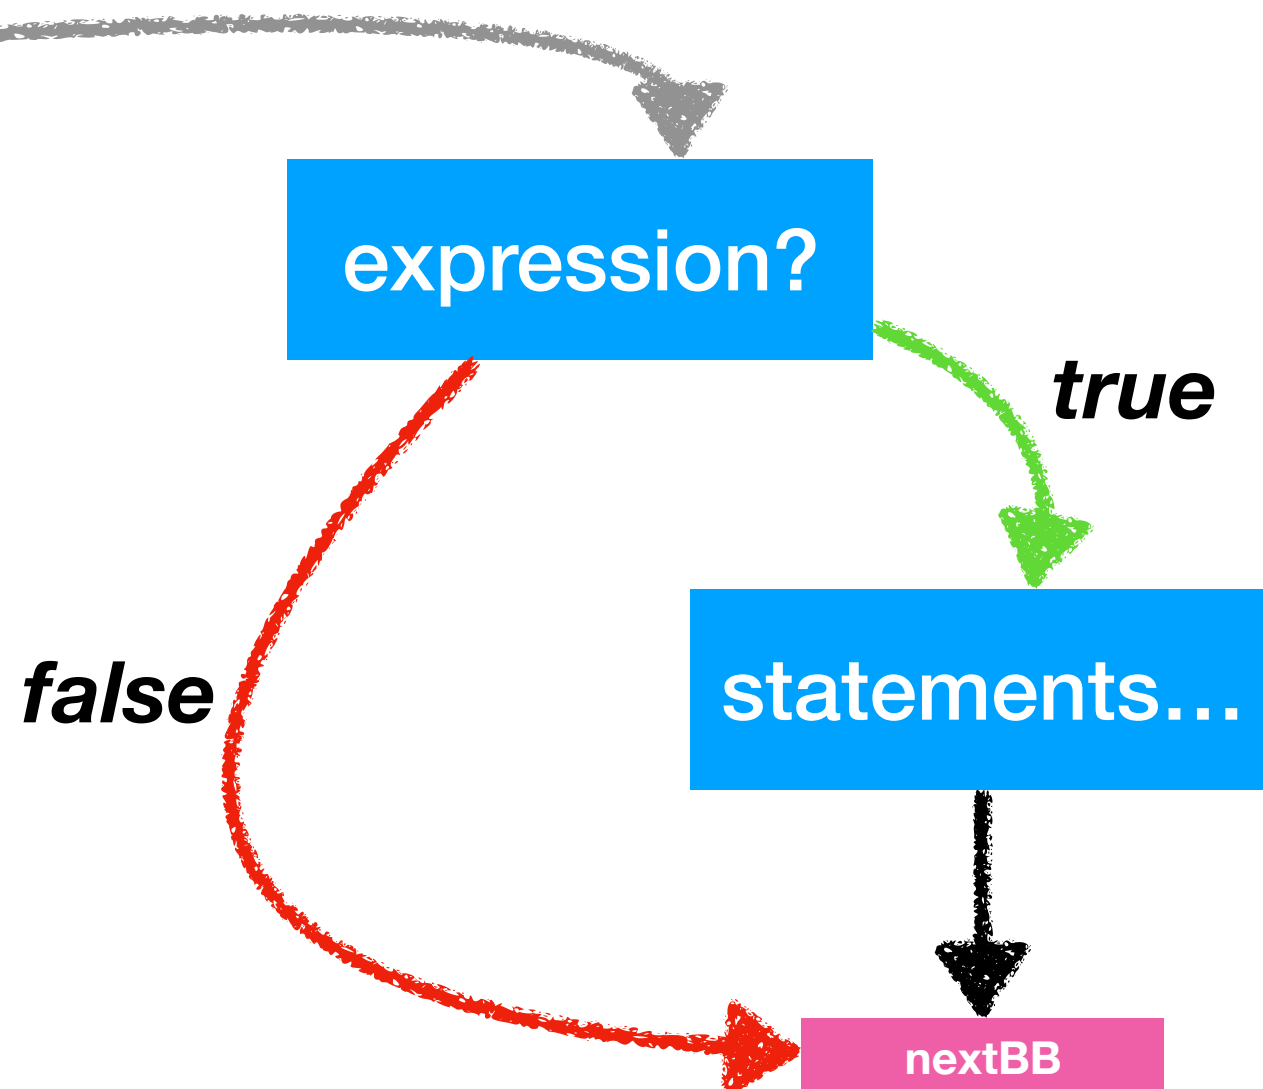 expression?
true
false
statements…
nextBB